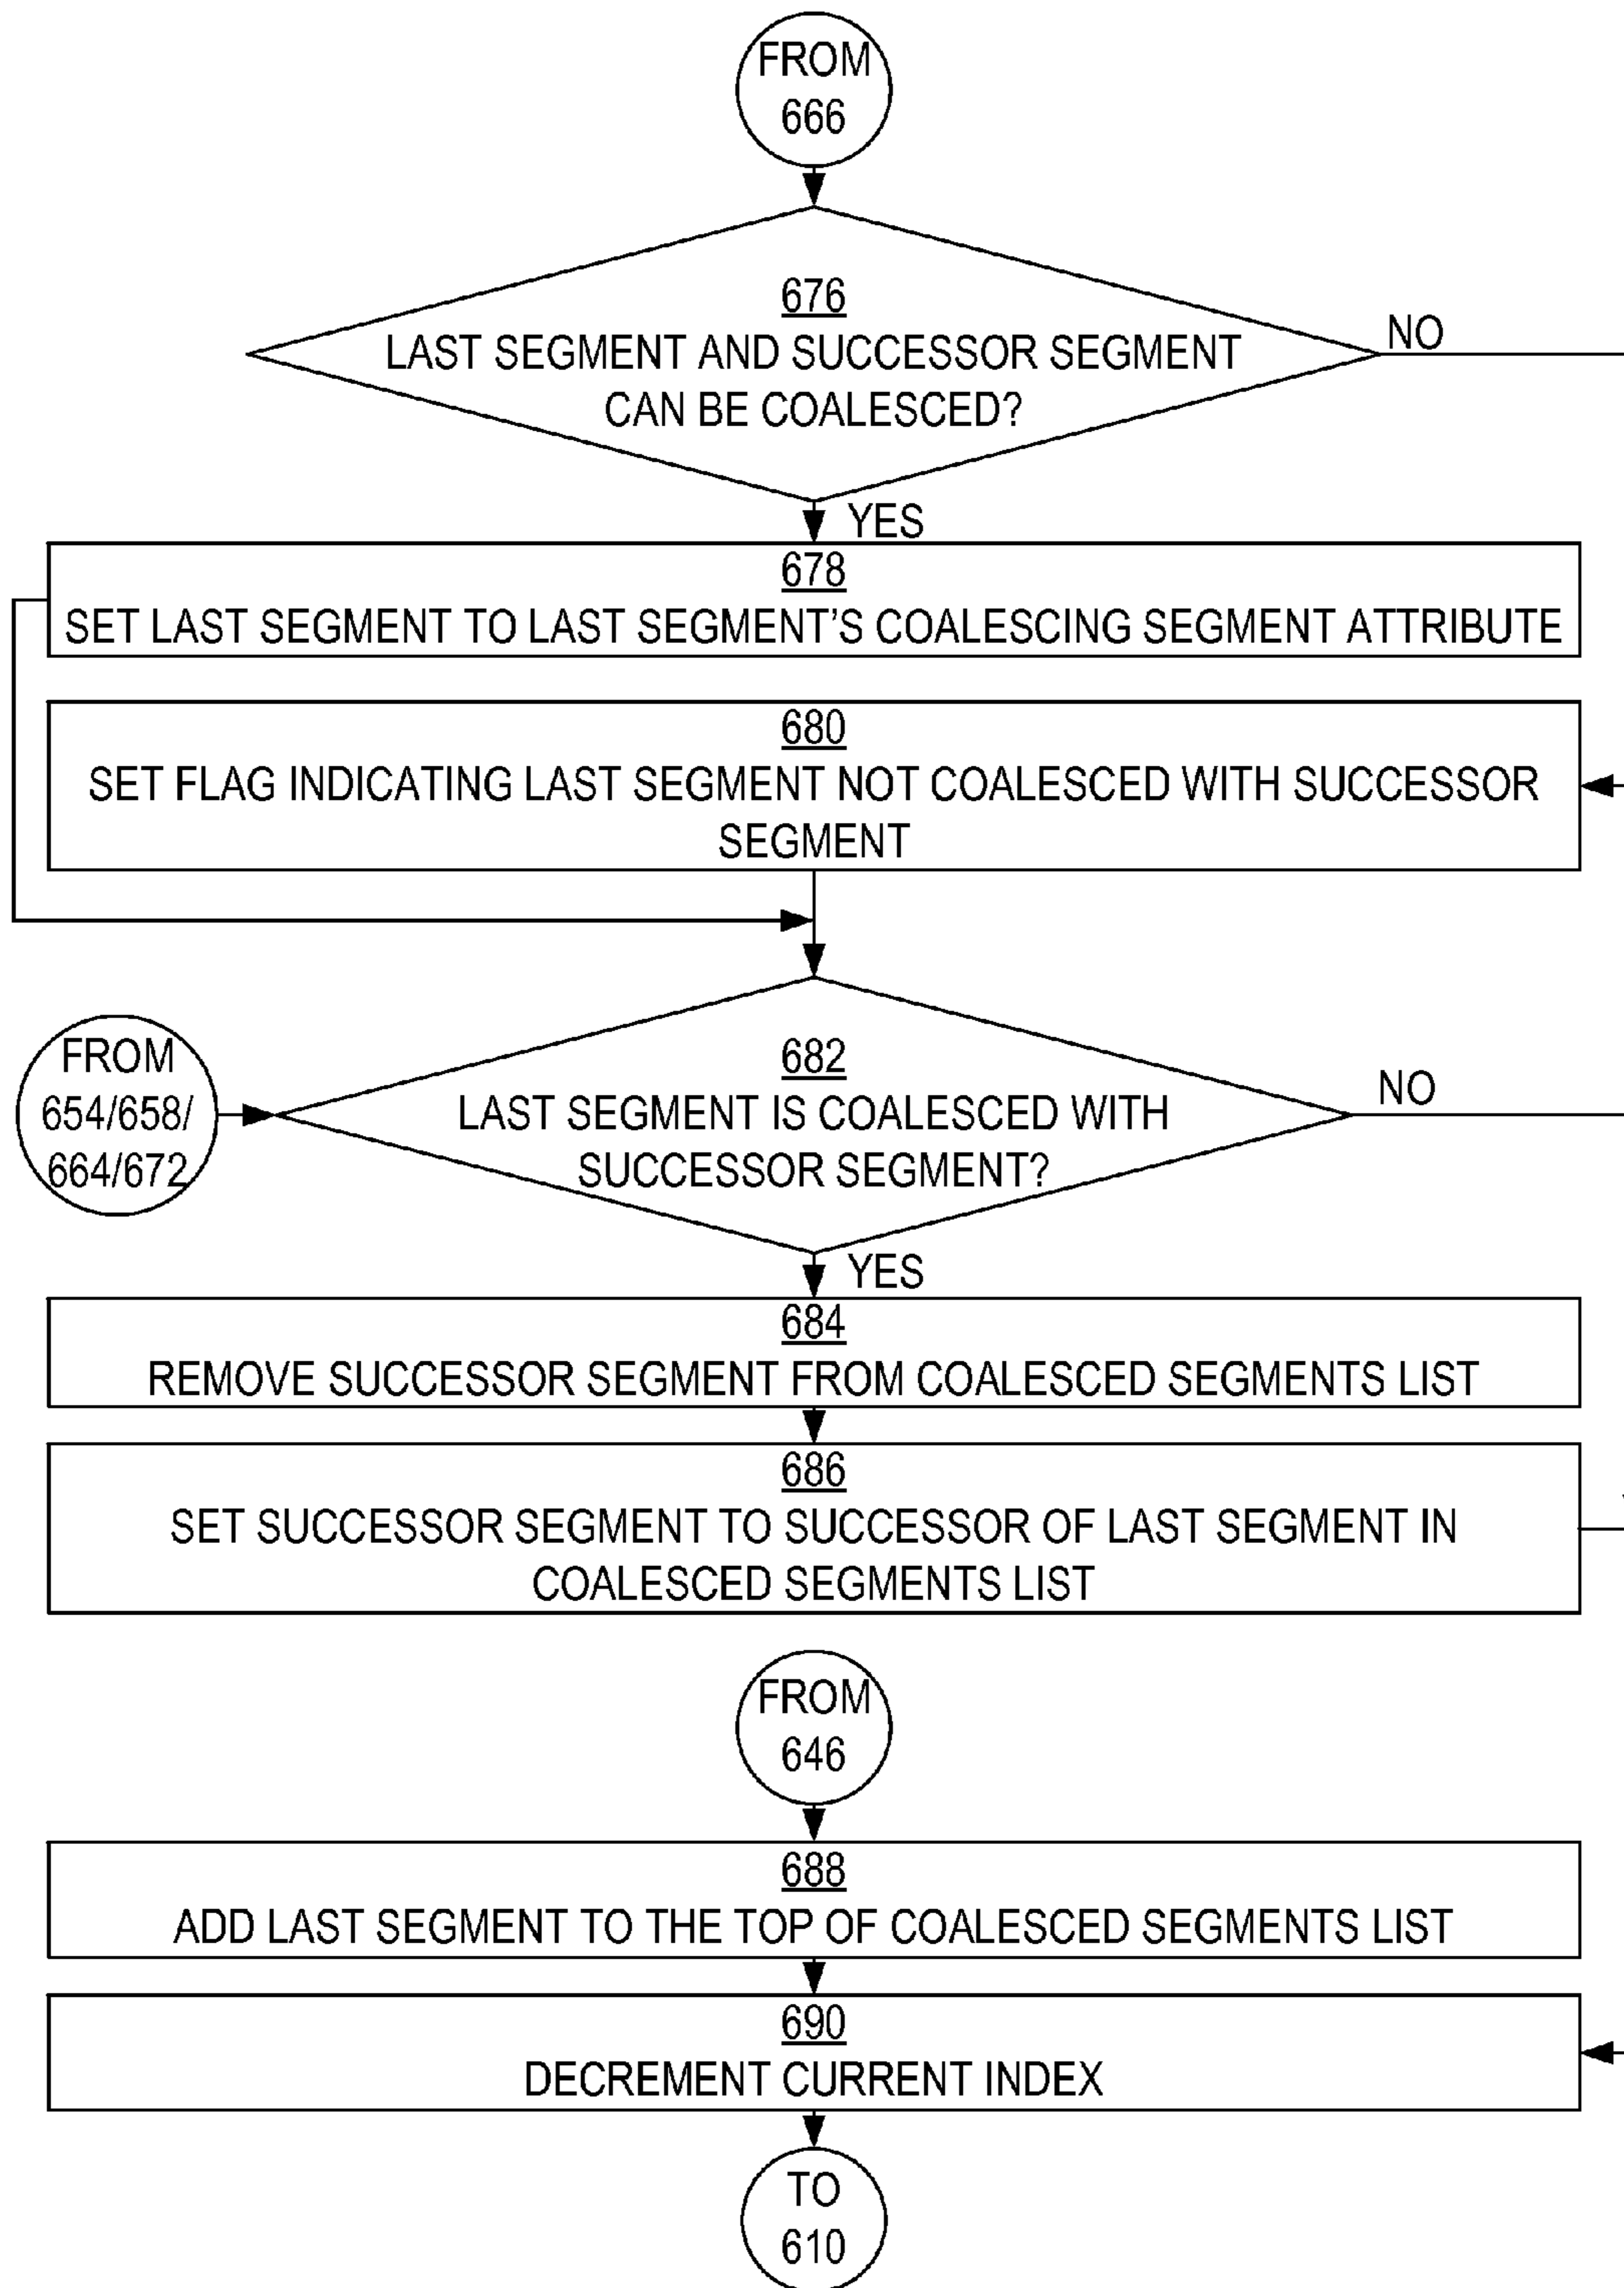 FROM
666
676
LAST SEGMENT AND SUCCESSOR SEGMENT
CAN BE COALESCED?
NO
YES
678
SET LAST SEGMENT TO LAST SEGMENT’S COALESCING SEGMENT ATTRIBUTE
680
SET FLAG INDICATING LAST SEGMENT NOT COALESCED WITH SUCCESSOR
SEGMENT
FROM
654/658/
664/672
682
LAST SEGMENT IS COALESCED WITH
SUCCESSOR SEGMENT?
NO
YES
684
REMOVE SUCCESSOR SEGMENT FROM COALESCED SEGMENTS LIST
686
SET SUCCESSOR SEGMENT TO SUCCESSOR OF LAST SEGMENT IN
COALESCED SEGMENTS LIST
FROM
646
688
ADD LAST SEGMENT TO THE TOP OF COALESCED SEGMENTS LIST
690
DECREMENT CURRENT INDEX
TO
610